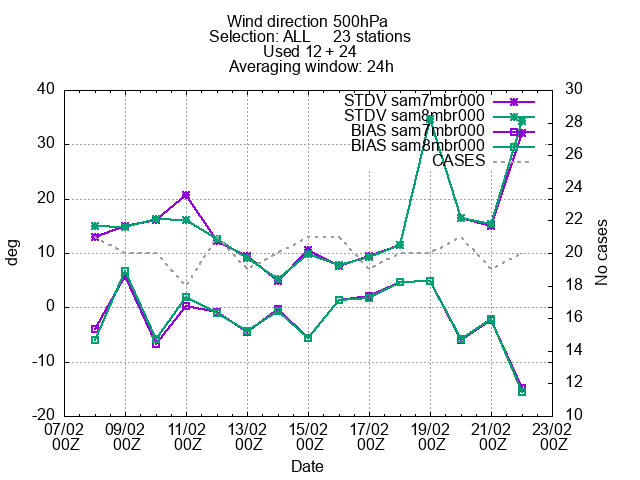 Wind direction 500hPa
Selection: ALL 23 stations
Used 12 + 24
Averaging window: 24h
STDV sam7mbr000
STDV sam8mbr000
BIAS sam7mbr000
BIAS sam8mbr000
CASES
40
30
20
10
0
-10
-20
deg
30
28
26
24
22
20
18
16
14
12
10
No cases
07/02 09/02 11/02 13/02 15/02 17/02 19/02 21/02 23/02
00Z 00Z 00Z 00Z 00Z 00Z 00Z 00Z 00Z
Date